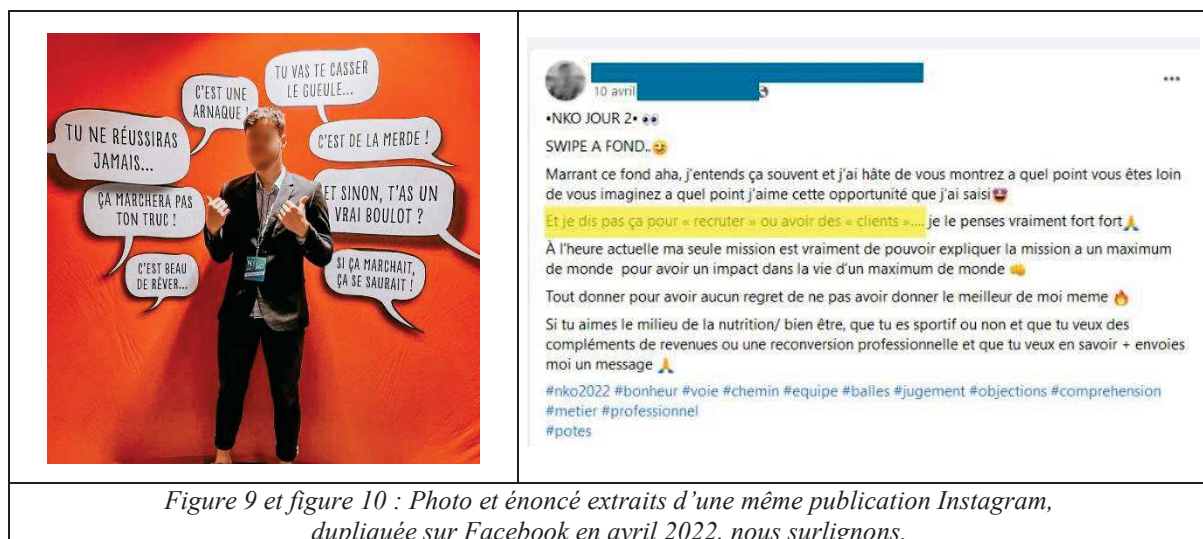 TU VAS TE CASSER
LE GUEULE...
C'EST UNE
ARNAQUE !
TU NE RÉUSSIRAS
JAMAIS...
C'EST DE LA MERDE !
ÇA MARCHERA PAS
TON TRUC !
ET SINON, T'AS UN
VRAI BOULOT ?
C'EST BEAU
DE RÊVER...
SI ÇA MARCHAIT,
ÇA SE SAURAIT !
10 avril
•NKO JOUR 2• 👀
SWIPE A FOND..😄
Marrant ce fond aha, j'entends ça souvent et j'ai hâte de vous montrez a quel point vous êtes loin
de vous imaginez a quel point j'aime cette opportunité que j'ai saisi😍
Et je dis pas ça pour « recruter » ou avoir des « clients ».... je le penses vraiment fort fort🙏
À l'heure actuelle ma seule mission est vraiment de pouvoir expliquer la mission a un maximum
de monde pour avoir un impact dans la vie d'un maximum de monde 👊
Tout donner pour avoir aucun regret de ne pas avoir donner le meilleur de moi meme 🔥
Si tu aimes le milieu de la nutrition/ bien être, que tu es sportif ou non et que tu veux des
compléments de revenues ou une reconversion professionnelle et que tu veux en savoir + envoies
moi un message 🙏
#nko2022 #bonheur #voie #chemin #equipe #balles #jugement #objections #comprehension
#metier #professionnel
#potes
Figure 9 et figure 10 : Photo et énoncé extraits d'une même publication Instagram,
dupliquée sur Facebook en avril 2022, nous surlignons.